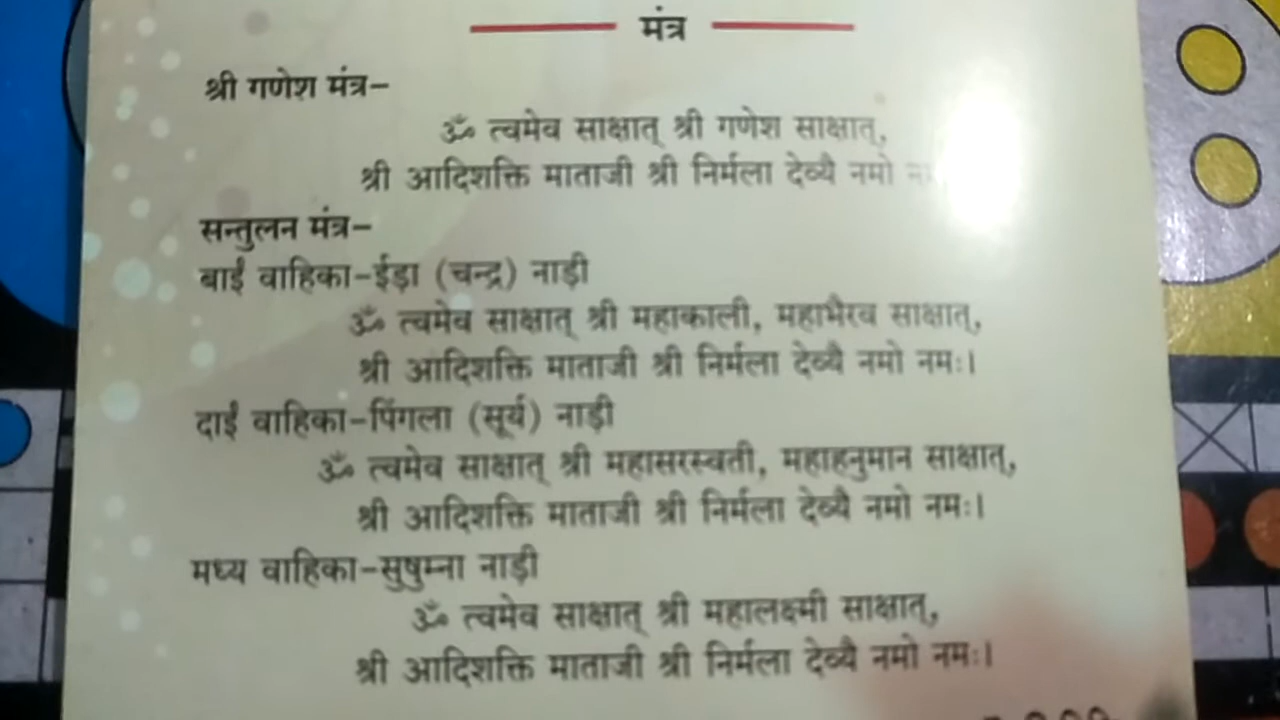 मंत्र
श्री गणेश मंत्र–
ॐ त्वमेव साक्षात् श्री गणेश साक्षात्,
श्री आदिशक्ति माताजी श्री निर्मला देव्यै नमो
सन्तुलन मंत्र–
बाईं वाहिका–ईड़ा (चन्द्र) नाड़ी
ॐ त्वमेव साक्षात् श्री महाकाली, महाभैरव साक्षात्,
श्री आदिशक्ति माताजी श्री निर्मला देव्यै नमो नमः।
दाईं वाहिका–पिंगला (सूर्य) नाड़ी
ॐ त्वमेव साक्षात् श्री महासरस्वती, महाहनुमान साक्षात्,
श्री आदिशक्ति माताजी श्री निर्मला देव्यै नमो नमः।
मध्य वाहिका–सुषुम्ना नाड़ी
ॐ त्वमेव साक्षात् श्री महालक्ष्मी साक्षात्,
श्री आदिशक्ति माताजी श्री निर्मला देव्यै नमो नमः।